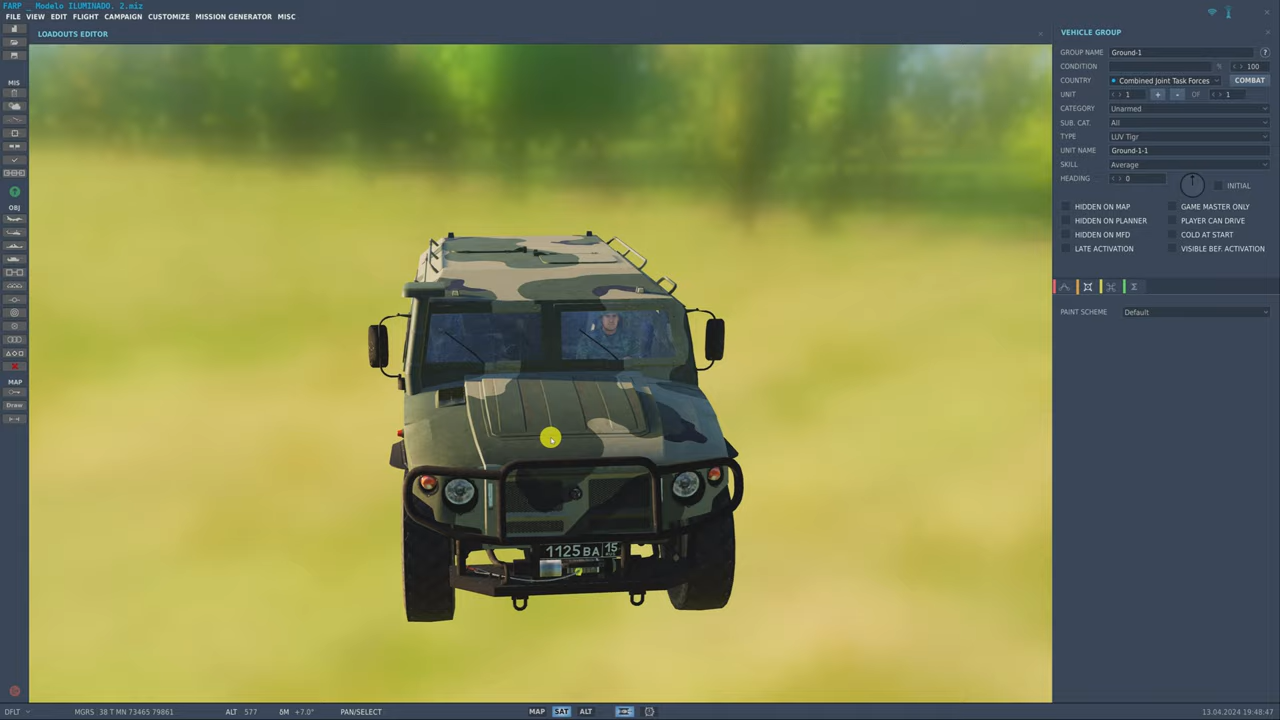 FARP _ Modelo ILUMINADO. 2.miz
FILE VIEW EDIT FLIGHT CAMPAIGN CUSTOMIZE MISSION GENERATOR MISC
LOADOUTS EDITOR
MIS
OBJ
MAP
Draw
VEHICLE GROUP
GROUP NAME Ground-1 ?
CONDITION % < > 100
COUNTRY Combined Joint Task Forces COMBAT
UNIT < > 1 + - OF < > 1
CATEGORY Unarmed
SUB. CAT. All
TYPE LUV Tigr
UNIT NAME Ground-1-1
SKILL Average
HEADING < > 0 INITIAL
HIDDEN ON MAP GAME MASTER ONLY
HIDDEN ON PLANNER PLAYER CAN DRIVE
HIDDEN ON MFD COLD AT START
LATE ACTIVATION VISIBLE BEF. ACTIVATION
PAINT SCHEME Default
1125 BA 15
DFLT MGRS 38 T MN 73465 79861 ALT 577 δM +7.0° PAN/SELECT MAP SAT ALT 13.04.2024 19:48:47